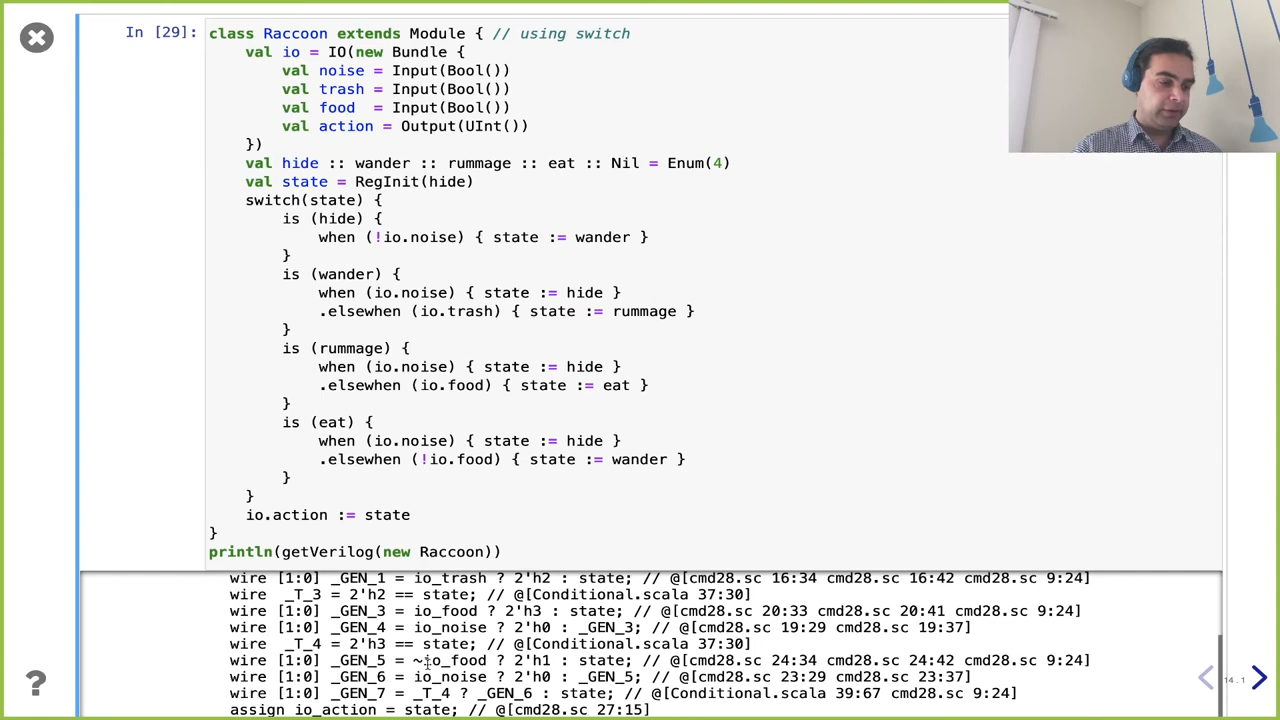 In [29]:
class Raccoon extends Module { // using switch
    val io = IO(new Bundle {
        val noise = Input(Bool())
        val trash = Input(Bool())
        val food  = Input(Bool())
        val action = Output(UInt())
    })
    val hide :: wander :: rummage :: eat :: Nil = Enum(4)
    val state = RegInit(hide)
    switch(state) {
        is (hide) {
            when (!io.noise) { state := wander }
        }
        is (wander) {
            when (io.noise) { state := hide }
            .elsewhen (io.trash) { state := rummage }
        }
        is (rummage) {
            when (io.noise) { state := hide }
            .elsewhen (io.food) { state := eat }
        }
        is (eat) {
            when (io.noise) { state := hide }
            .elsewhen (!io.food) { state := wander }
        }
    }
    io.action := state
}
println(getVerilog(new Raccoon))
wire [1:0] _GEN_1 = io_trash ? 2'h2 : state; // @[cmd28.sc 16:34 cmd28.sc 16:42 cmd28.sc 9:24]
wire  _T_3 = 2'h2 == state; // @[Conditional.scala 37:30]
wire [1:0] _GEN_3 = io_food ? 2'h3 : state; // @[cmd28.sc 20:33 cmd28.sc 20:41 cmd28.sc 9:24]
wire [1:0] _GEN_4 = io_noise ? 2'h0 : _GEN_3; // @[cmd28.sc 19:29 cmd28.sc 19:37]
wire  _T_4 = 2'h3 == state; // @[Conditional.scala 37:30]
wire [1:0] _GEN_5 = ~io_food ? 2'h1 : state; // @[cmd28.sc 24:34 cmd28.sc 24:42 cmd28.sc 9:24]
wire [1:0] _GEN_6 = io_noise ? 2'h0 : _GEN_5; // @[cmd28.sc 23:29 cmd28.sc 23:37]
wire [1:0] _GEN_7 = _T_4 ? _GEN_6 : state; // @[Conditional.scala 39:67 cmd28.sc 9:24]
assign io_action = state; // @[cmd28.sc 27:15]
?
14.1